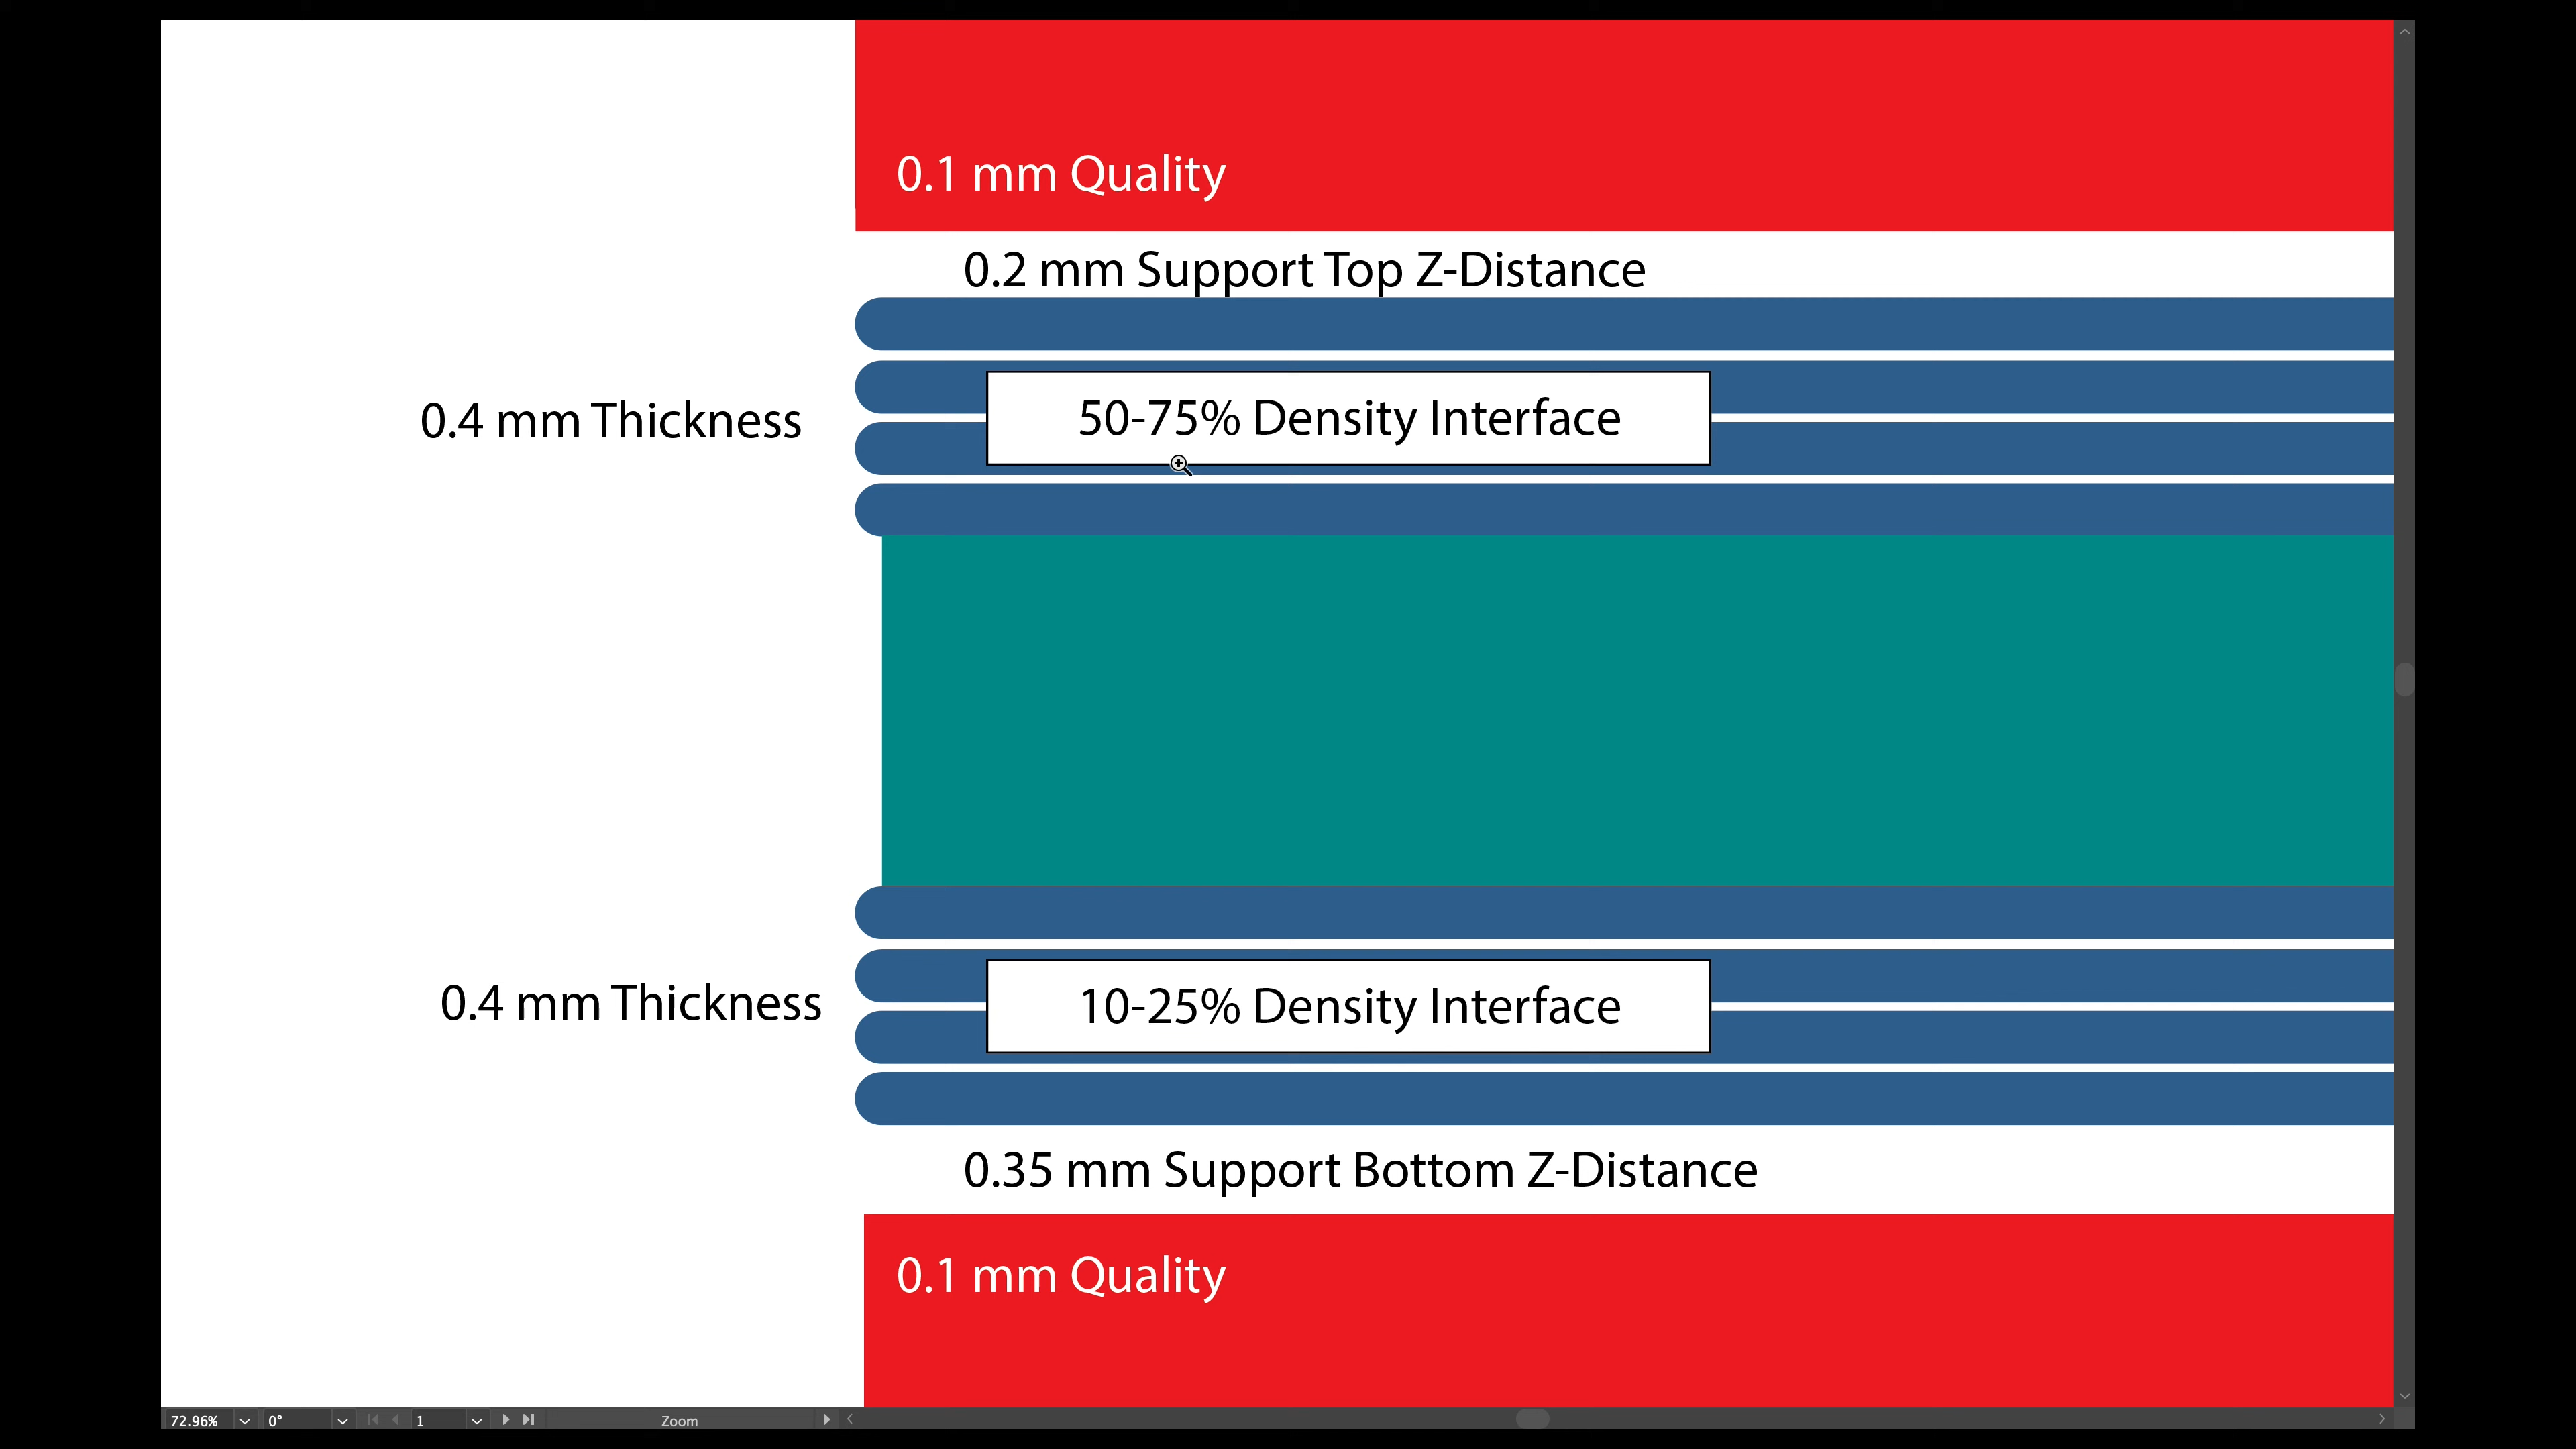 0.1 mm Quality
0.2 mm Support Top Z-Distance
0.4 mm Thickness
50-75% Density Interface
0.4 mm Thickness
10-25% Density Interface
0.35 mm Support Bottom Z-Distance
0.1 mm Quality
72.96% 0° 1 Zoom